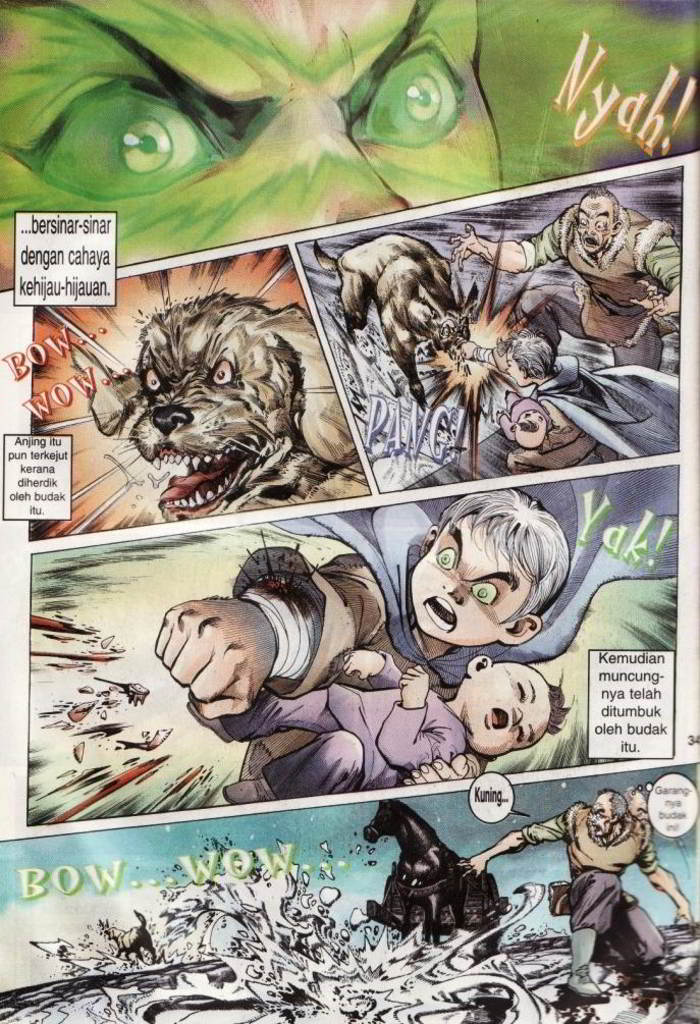 Nyah!
...bersinar-sinar
dengan cahaya
kehijau-hijauan.
BOW...
WOW...
Anjing itu
pun terkejut
kerana
diherdik
oleh budak
itu.
PANG!
Yak!
Kemudian
muncung-
nya telah
ditumbuk
oleh budak
itu.
34
Kuning...
Garang-
nya
budak
ini!
BOW... WOW...